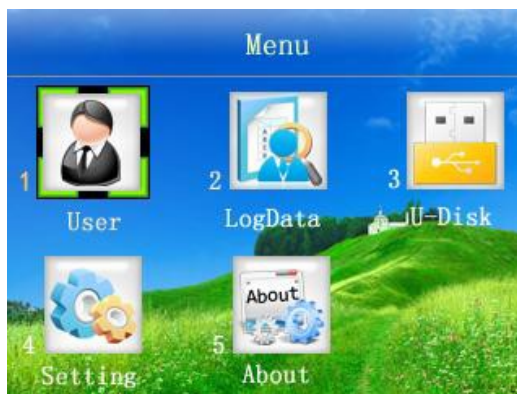 Menu
1 User
2 LogData
3 U-Disk
4 Setting
About
5 About